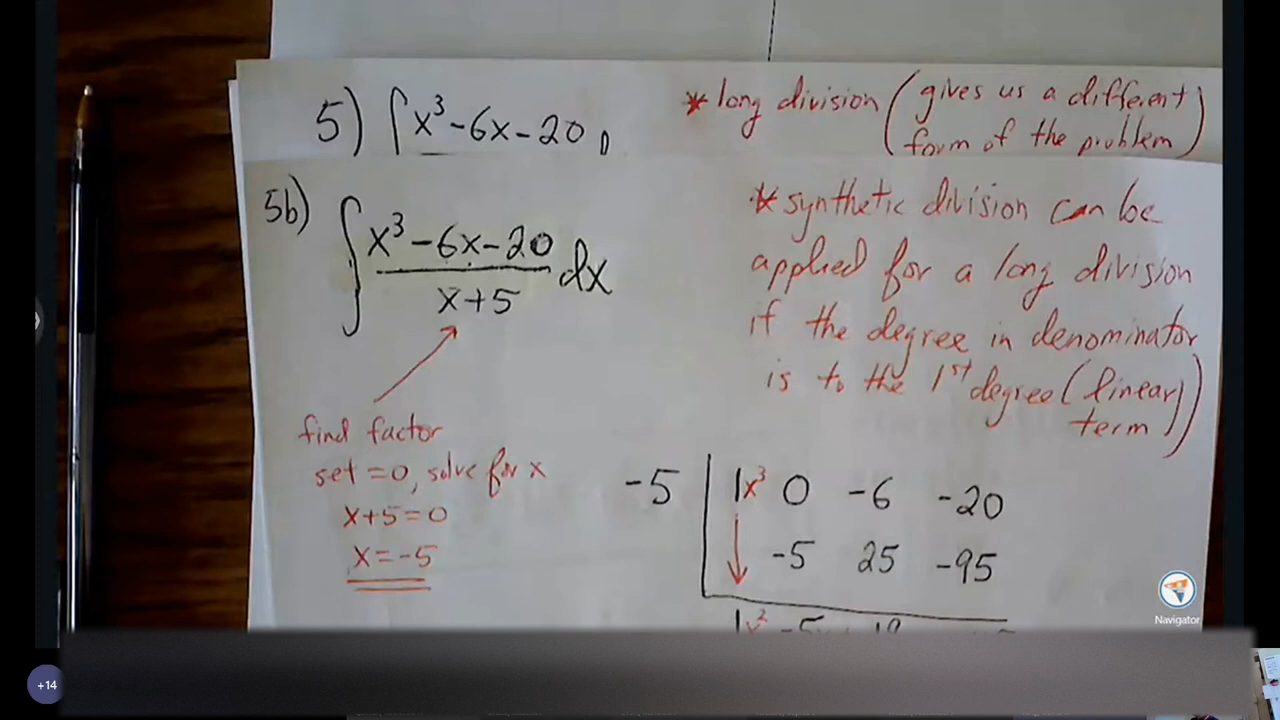 5) ∫ x³ - 6x - 20
* long division (gives us a different form of the problem)
5b) ∫ (x³ - 6x - 20)/(x + 5) dx
* synthetic division can be
applied for a long division
if the degree in denominator
is to the 1st degree (linear term)
find factor
set = 0, solve for x
x + 5 = 0
x = -5
-5 | 1x³ 0 -6 -20
-5 25 -95
1x² - 5x + 19
Navigator
+14